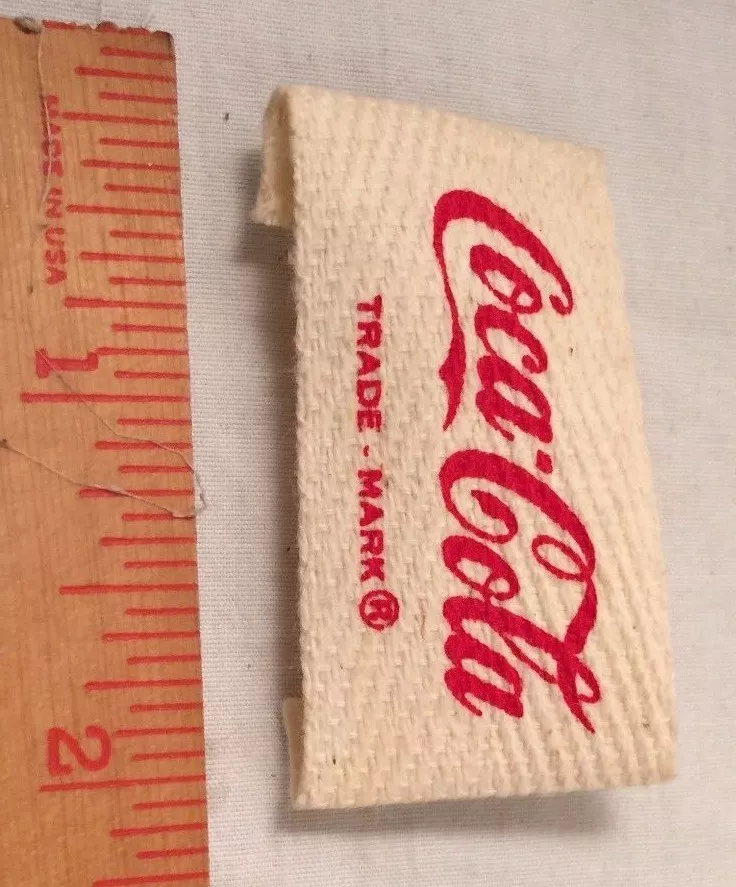 MADE IN USA
1
2
Coca-Cola
TRADE-MARK ®